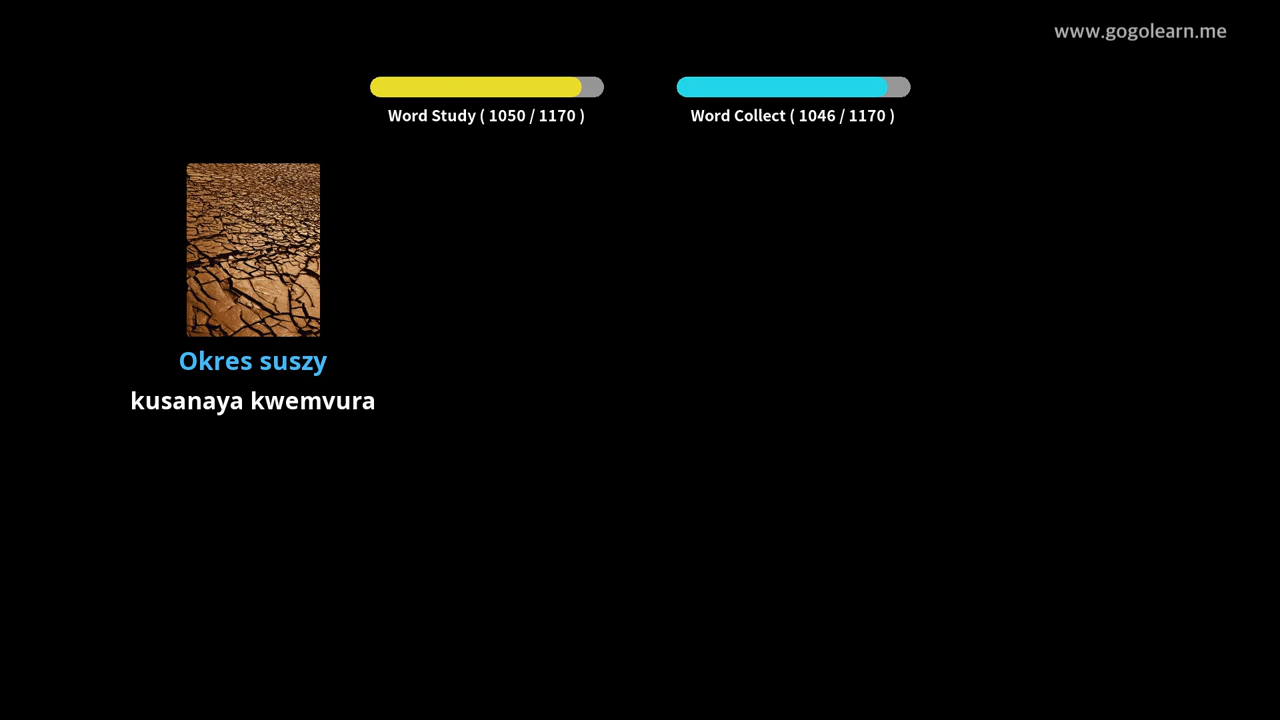 www.gogolearn.me
Word Study ( 1050 / 1170 )
Word Collect ( 1046 / 1170 )
Okres suszy
kusanaya kwemvura